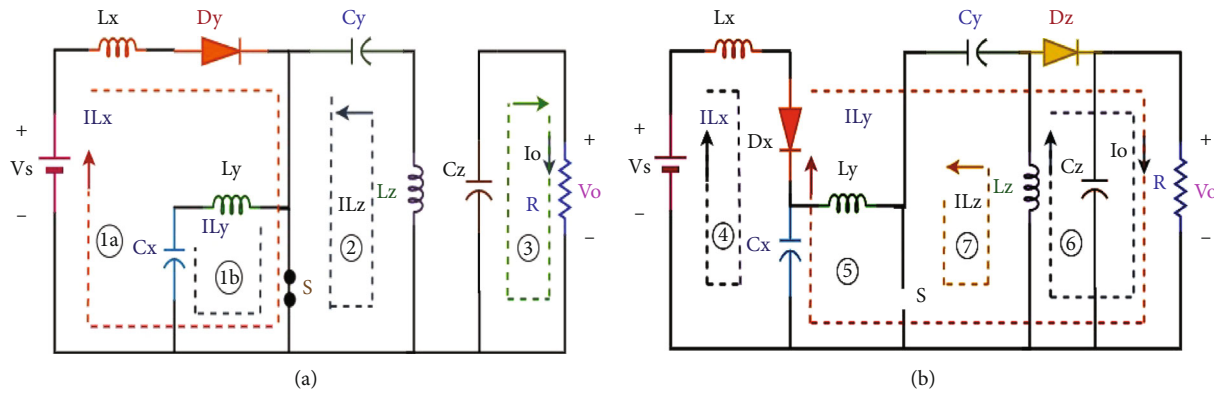 Lx Dy Cy
+
ILx
Vs
−
Ly
ILy
Cx
1a
1b
S
2
ILz
Lz
Cz
Io
3
R
+
Vo
−
(a)
Lx Cy Dz
+
ILx
Vs
−
Dx
ILy
Ly
4
Cx
5
S
ILz
7
Lz
Cz
6
Io
R
+
Vo
−
(b)